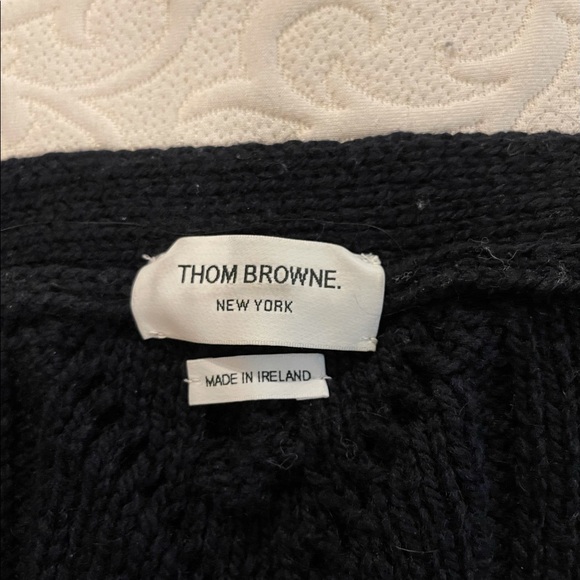 THOM BROWNE.
NEW YORK
MADE IN IRELAND